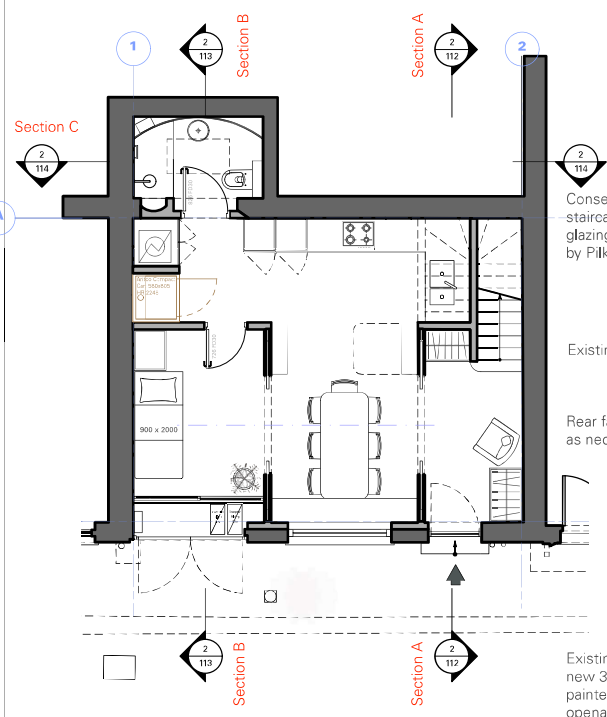 Section B
Section A
1
2
113
2
112
2
Section C
2
114
2
114
A
Conse
stairca
glazing
by Pilk
Existin
Rear fa
as nec
900 x 2000
2
113
Section B
2
112
Section A
Existin
new 3
painte
opena